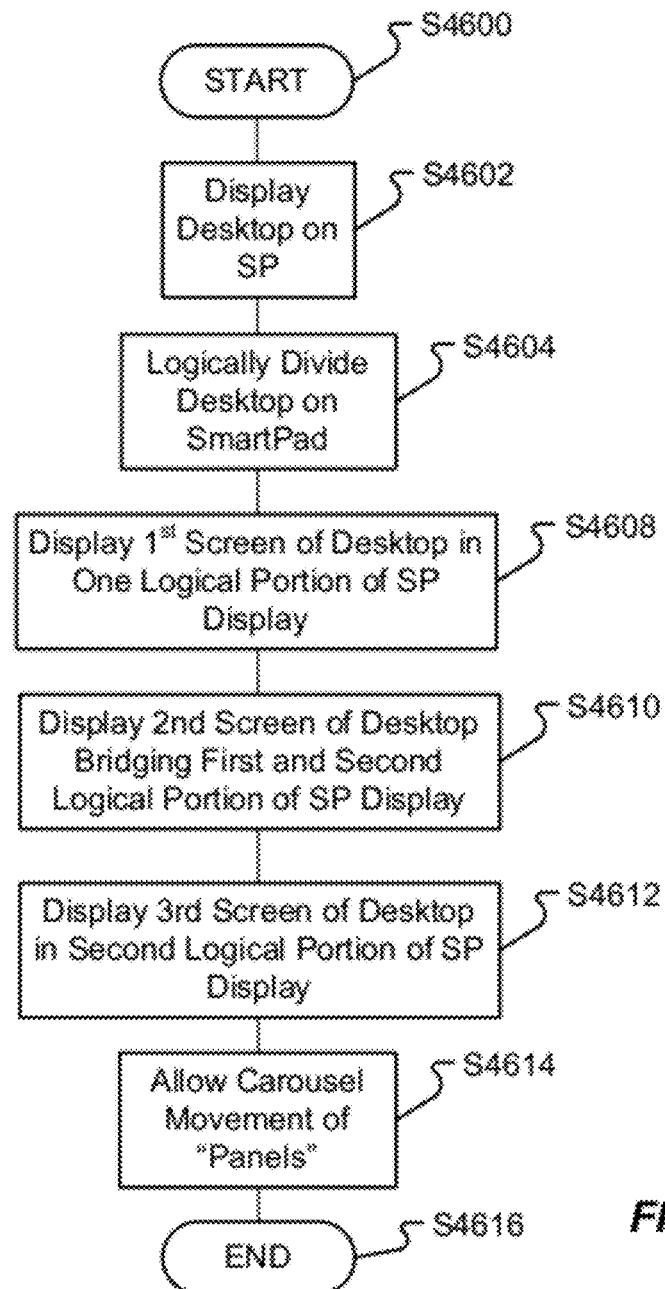 S4600
START
S4602
Display
Desktop on
SP
S4604
Logically Divide
Desktop on
SmartPad
S4608
Display 1st Screen of Desktop in
One Logical Portion of SP
Display
S4610
Display 2nd Screen of Desktop
Bridging First and Second
Logical Portion of SP Display
S4612
Display 3rd Screen of Desktop
in Second Logical Portion of SP
Display
S4614
Allow Carousel
Movement of
“Panels”
S4616
END